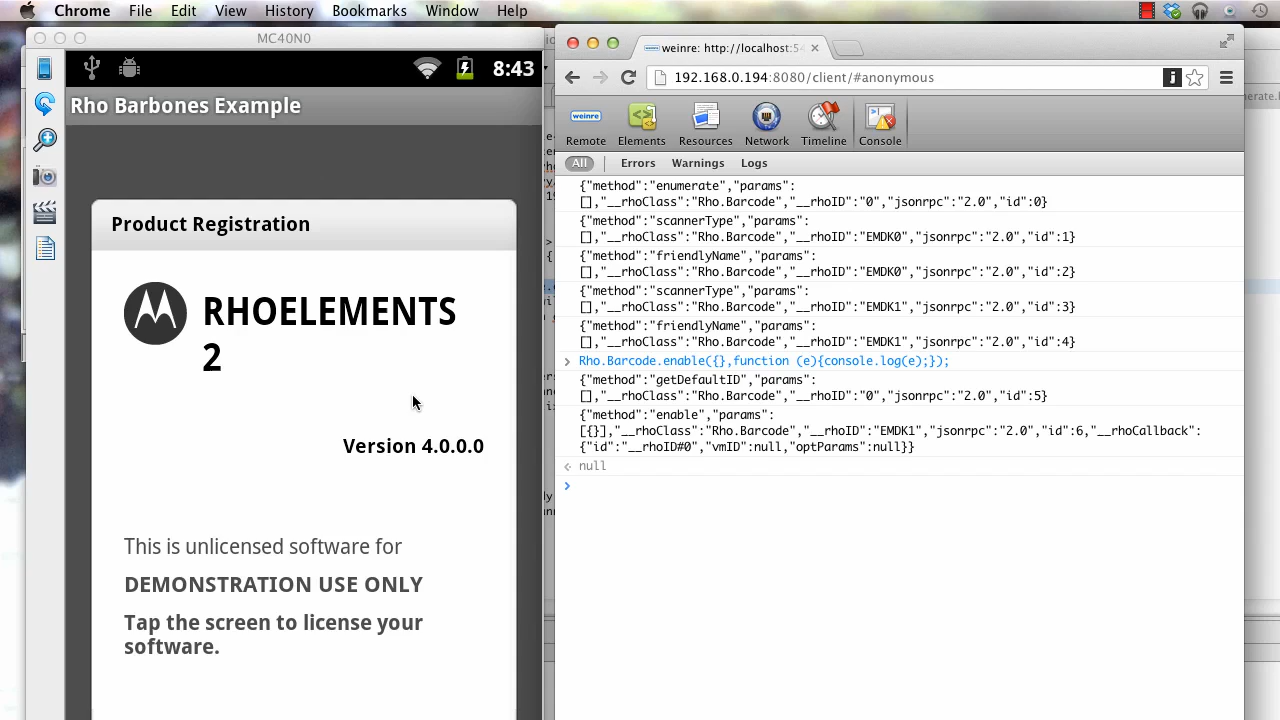 Chrome File Edit View History Bookmarks Window Help
MC40N0
8:43
Rho Barbones Example
Product Registration
RHOELEMENTS
2
Version 4.0.0.0
This is unlicensed software for
DEMONSTRATION USE ONLY
Tap the screen to license your
software.
weinre: http://localhost:54
192.168.0.194:8080/client/#anonymous
weinre
Remote Elements Resources Network Timeline Console
All Errors Warnings Logs
{"method":"enumerate","params":
[],"__rhoClass":"Rho.Barcode","__rhoID":"0","jsonrpc":"2.0","id":0}
{"method":"scannerType","params":
[],"__rhoClass":"Rho.Barcode","__rhoID":"EMDK0","jsonrpc":"2.0","id":1}
{"method":"friendlyName","params":
[],"__rhoClass":"Rho.Barcode","__rhoID":"EMDK0","jsonrpc":"2.0","id":2}
{"method":"scannerType","params":
[],"__rhoClass":"Rho.Barcode","__rhoID":"EMDK1","jsonrpc":"2.0","id":3}
{"method":"friendlyName","params":
[],"__rhoClass":"Rho.Barcode","__rhoID":"EMDK1","jsonrpc":"2.0","id":4}
> Rho.Barcode.enable({},function (e){console.log(e);});
{"method":"getDefaultID","params":
[],"__rhoClass":"Rho.Barcode","__rhoID":"0","jsonrpc":"2.0","id":5}
{"method":"enable","params":
[{}],"__rhoClass":"Rho.Barcode","__rhoID":"EMDK1","jsonrpc":"2.0","id":6,"__rhoCallback":
{"id":"__rhoID#0","vmID":null,"optParams":null}}
null
>